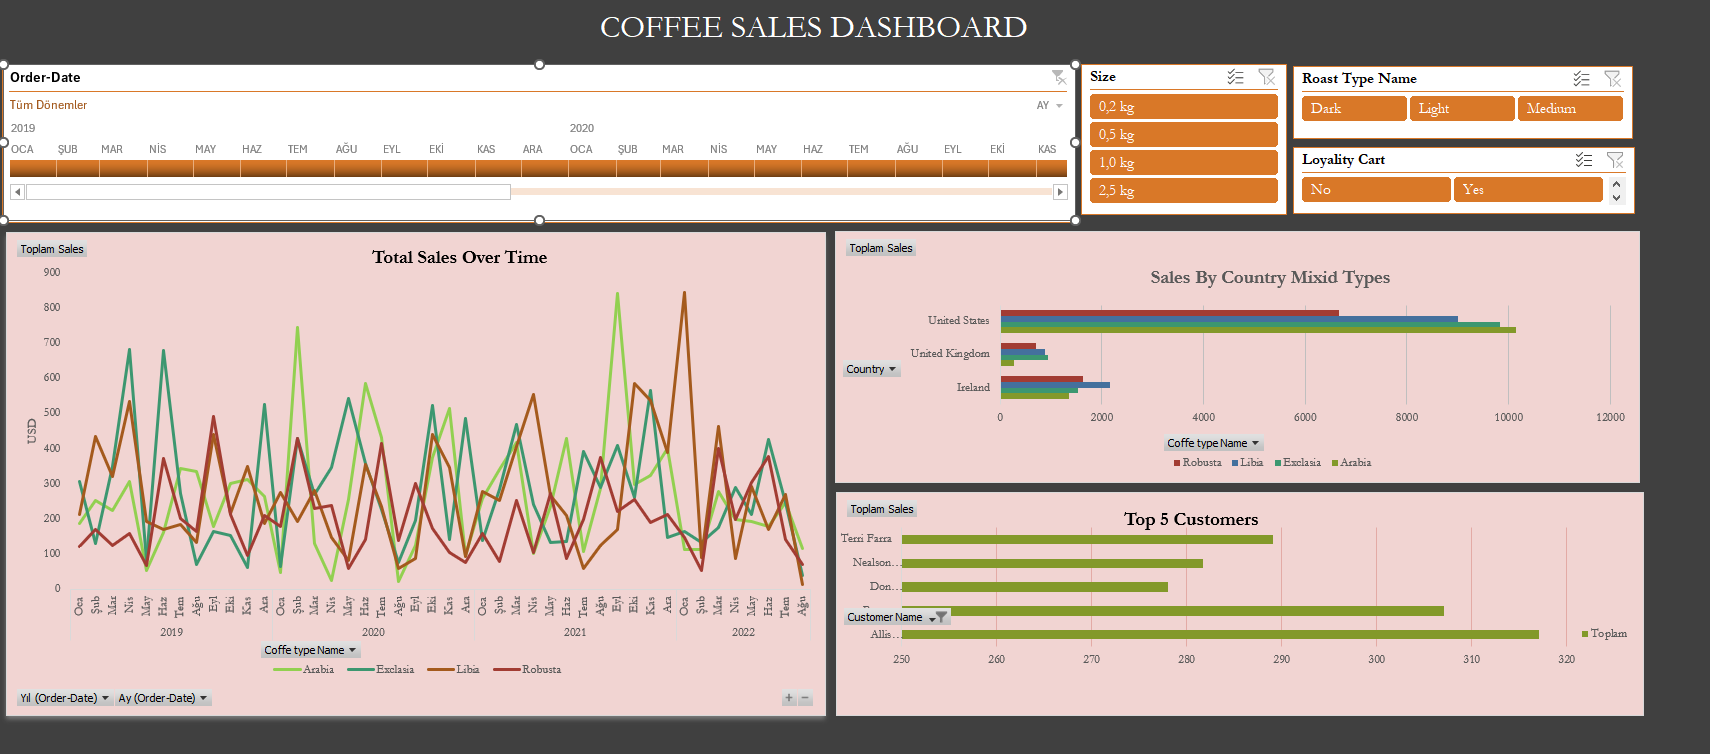 COFFEE SALES DASHBOARD
Order-Date
Tüm Dönemler
AY
2019 2020
OCA ŞUB MAR NİS MAY HAZ TEM AĞU EYL EKİ KAS ARA OCA ŞUB MAR NİS MAY HAZ TEM AĞU EYL EKİ KAS
Size
0,2 kg
0,5 kg
1,0 kg
2,5 kg
Roast Type Name
Dark Light Medium
Loyality Cart
No Yes
Toplam Sales
Total Sales Over Time
900
800
700
600
500
400
300
200
100
0
USD
Oca Şub Mar Nis May Haz Tem Ağu Eyl Eki Kas Ara Oca Şub Mar Nis May Haz Tem Ağu Eyl Eki Kas Ara Oca Şub Mar Nis May Haz Tem Ağu Eyl Eki Kas Ara Oca Şub Mar Nis May Haz Tem Ağu
2019 2020 2021 2022
Coffe type Name
Arabia Exclasia Libia Robusta
Yıl (Order-Date) Ay (Order-Date)
+ −
Toplam Sales
Sales By Country Mixid Types
United States
United Kingdom
Country
Ireland
0 2000 4000 6000 8000 10000 12000
Coffe type Name
Robusta Libia Exclasia Arabia
Toplam Sales
Top 5 Customers
Terri Farra
Nealson...
Don...
Customer Name
Allis...
Toplam
250 260 270 280 290 300 310 320